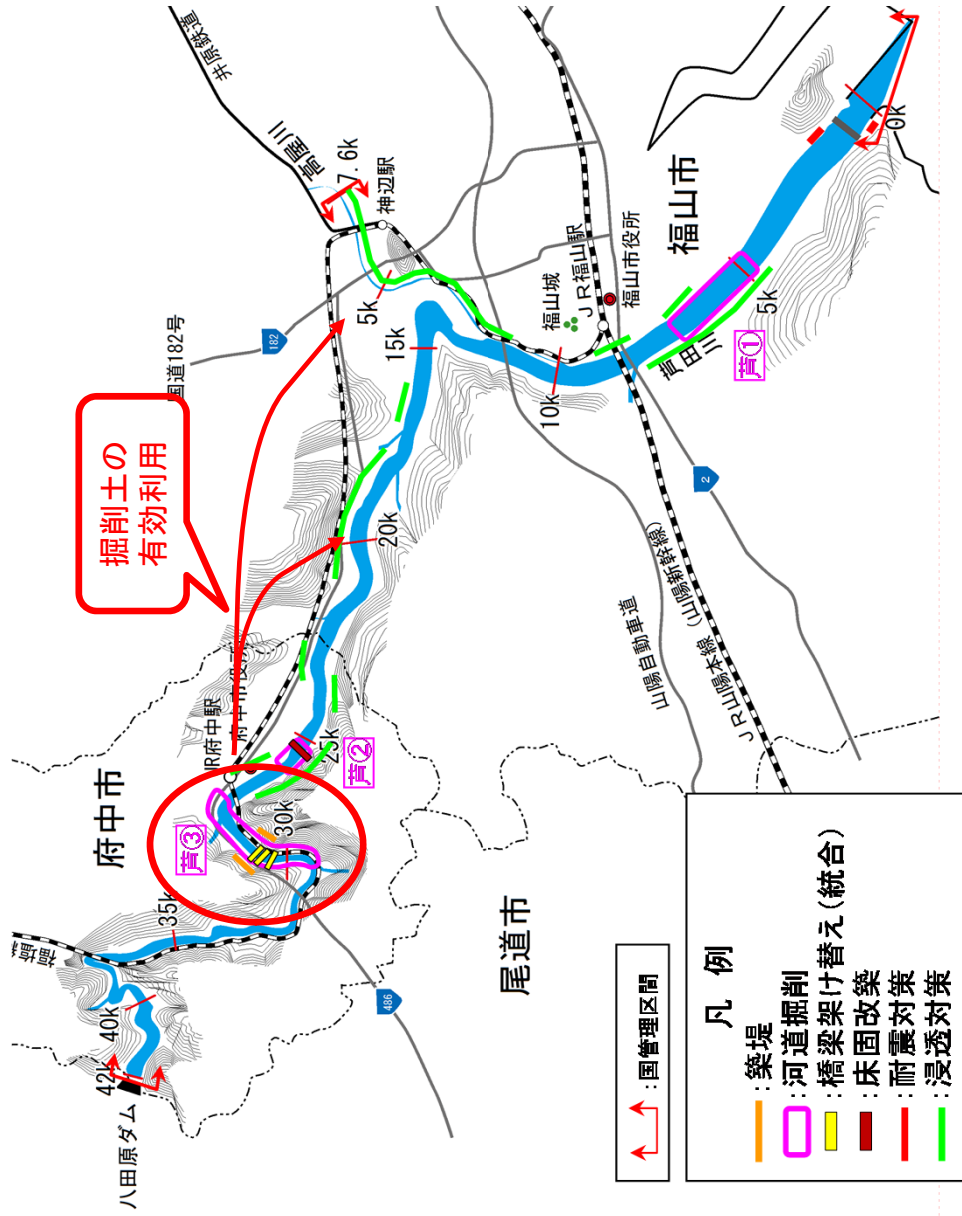 掘削土の
有効利用
井原鉄道
高屋川
7.6k
神辺駅
国道182号
182
5k
15k
福山城
JR福山駅
福山市役所
福山市
0k
5k
芦田川
芦①
10k
2
20k
山陽自動車道
JR山陽本線(山陽新幹線)
府中市
JR府中駅
府中市役所
25k
芦②
芦③
30k
35k
40k
42k
八田原ダム
486
尾道市
:国管理区間
凡 例
:築堤
:河道掘削
:橋梁架け替え(統合)
:床固改築
:耐震対策
:浸透対策